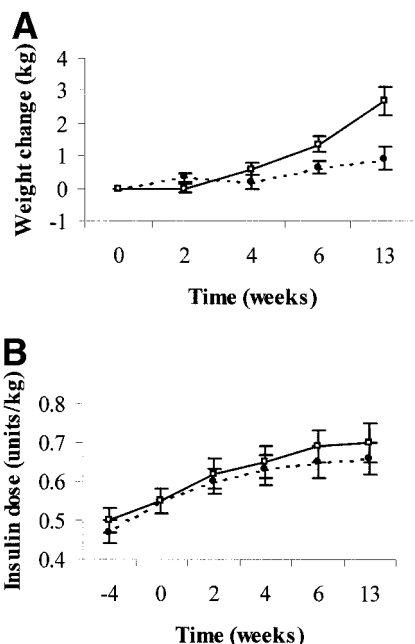 A
Weight change (kg)
4
3
2
1
0
-1
0 2 4 6 13
Time (weeks)
B
Insulin dose (units/kg)
0.8
0.7
0.6
0.5
0.4
-4 0 2 4 6 13
Time (weeks)